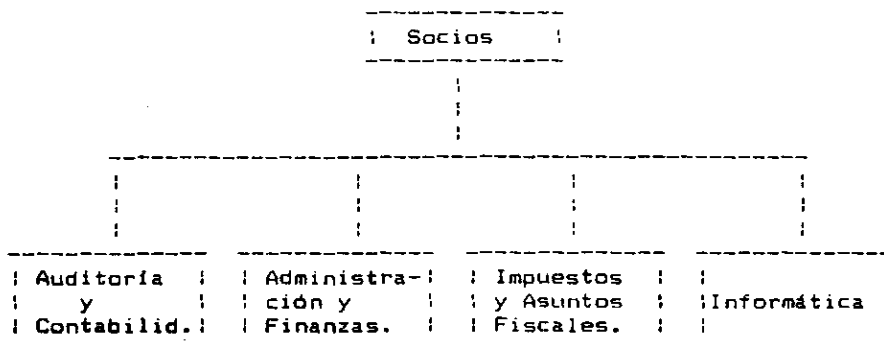 Socios
Auditoría
y
Contabilid.
Administra-
ción y
Finanzas.
Impuestos
y Asuntos
Fiscales.
Informática